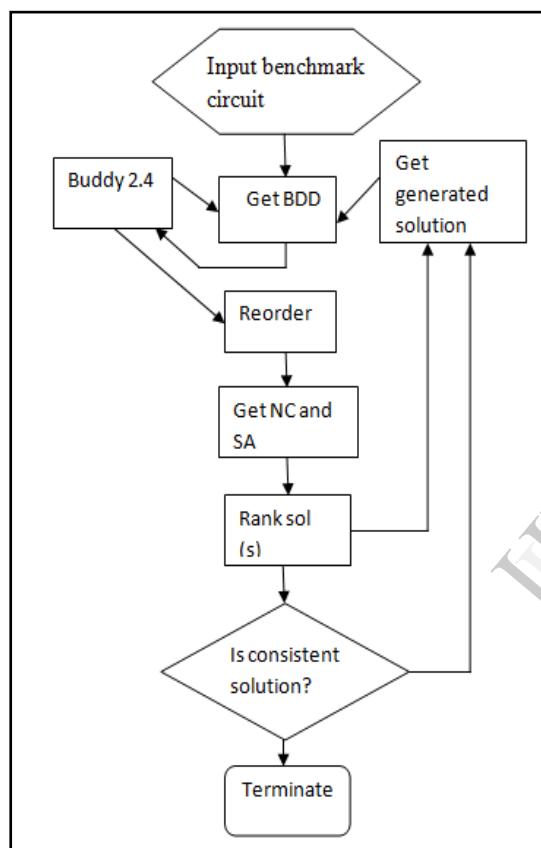 Input benchmark
circuit
Buddy 2.4
Get BDD
Get
generated
solution
Reorder
Get NC and
SA
Rank sol
(s)
Is consistent
solution?
Terminate